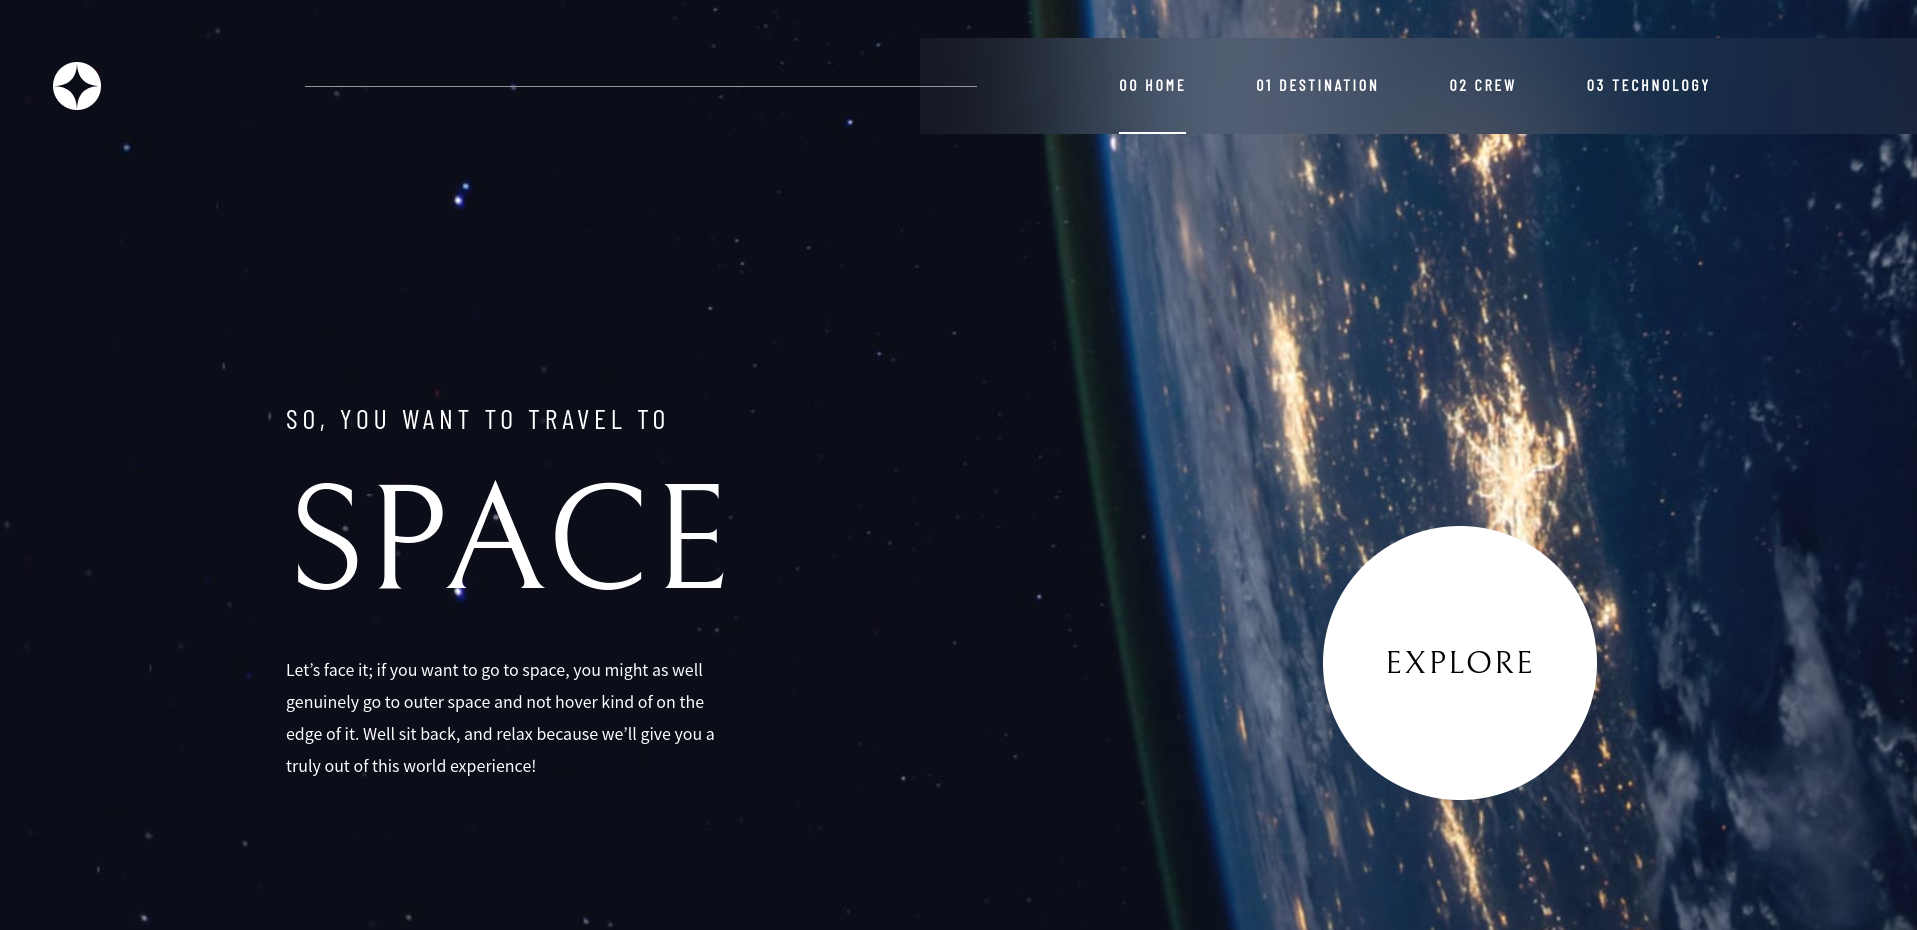 00 HOME 01 DESTINATION 02 CREW 03 TECHNOLOGY
SO, YOU WANT TO TRAVEL TO
SPACE
Let’s face it; if you want to go to space, you might as well
genuinely go to outer space and not hover kind of on the
edge of it. Well sit back, and relax because we’ll give you a
truly out of this world experience!
EXPLORE